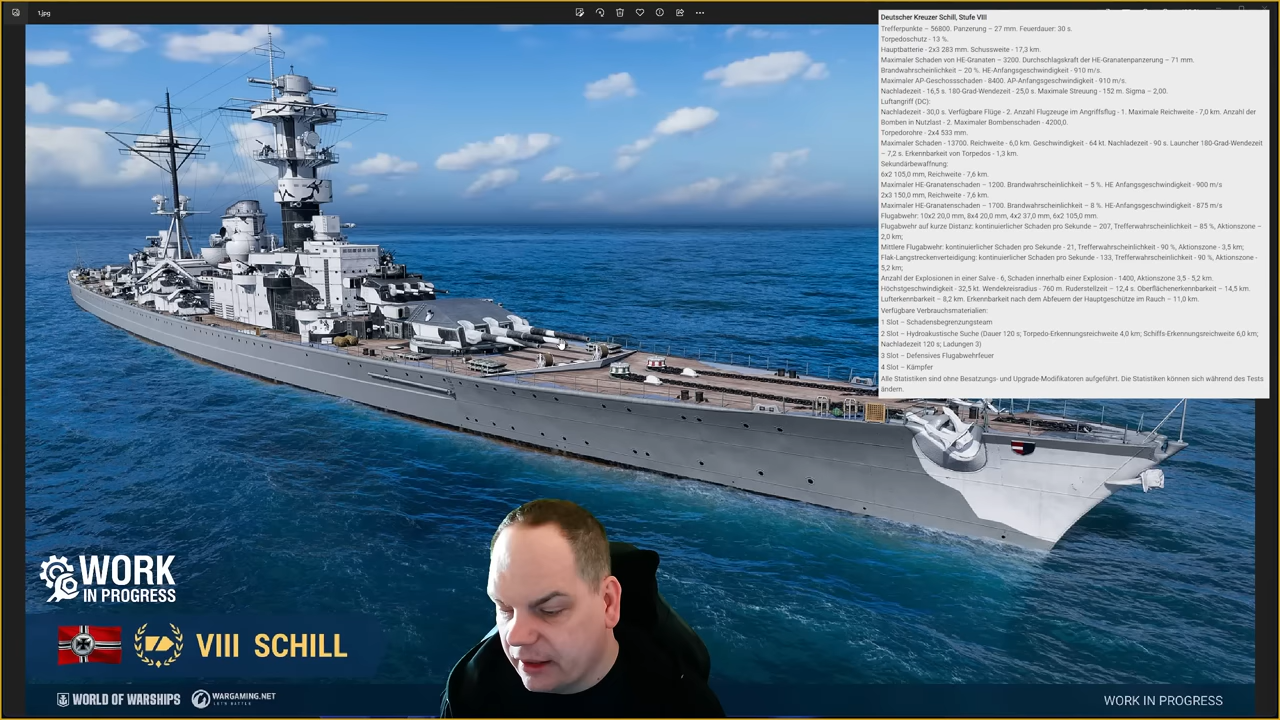 1.jpg
Deutscher Kreuzer Schill, Stufe VIII
Trefferpunkte – 56800. Panzerung – 27 mm. Feuerdauer: 30 s.
Torpedoschutz - 13 %.
Hauptbatterie - 2x3 283 mm. Schussweite - 17,3 km.
Maximaler Schaden von HE-Granaten – 3200. Durchschlagskraft der HE-Granatenpanzerung – 71 mm.
Brandwahrscheinlichkeit – 20 %. HE-Anfangsgeschwindigkeit - 910 m/s.
Maximaler AP-Geschossschaden - 8400. AP-Anfangsgeschwindigkeit - 910 m/s.
Nachladezeit - 16,5 s. 180-Grad-Wendezeit - 25,0 s. Maximale Streuung - 152 m. Sigma – 2,00.
Luftangriff (DC):
Nachladezeit - 30,0 s. Verfügbare Flüge - 2. Anzahl Flugzeuge im Angriffsflug - 1. Maximale Reichweite - 7,0 km. Anzahl der
Bomben in Nutzlast - 2. Maximaler Bombenschaden - 4200,0.
Torpedorohre - 2x4 533 mm.
Maximaler Schaden - 13700. Reichweite - 6,0 km. Geschwindigkeit - 64 kt. Nachladezeit - 90 s. Launcher 180-Grad-Wendezeit
– 7,2 s. Erkennbarkeit von Torpedos - 1,3 km.
Sekundärbewaffnung:
6x2 105,0 mm, Reichweite - 7,6 km.
Maximaler HE-Granatenschaden – 1200. Brandwahrscheinlichkeit – 5 %. HE Anfangsgeschwindigkeit - 900 m/s
2x3 150,0 mm, Reichweite - 7,6 km.
Maximaler HE-Granatenschaden – 1700. Brandwahrscheinlichkeit – 8 %. HE-Anfangsgeschwindigkeit - 875 m/s
Flugabwehr: 10x2 20,0 mm, 8x4 20,0 mm, 4x2 37,0 mm, 6x2 105,0 mm.
Flugabwehr auf kurze Distanz: kontinuierlicher Schaden pro Sekunde – 207, Trefferwahrscheinlichkeit – 85 %, Aktionszone –
2,0 km;
Mittlere Flugabwehr: kontinuierlicher Schaden pro Sekunde - 21, Trefferwahrscheinlichkeit - 90 %, Aktionszone - 3,5 km;
Flak-Langstreckenverteidigung: kontinuierlicher Schaden pro Sekunde - 133, Trefferwahrscheinlichkeit - 90 %, Aktionszone -
5,2 km;
Anzahl der Explosionen in einer Salve - 6, Schaden innerhalb einer Explosion - 1400, Aktionszone 3,5 - 5,2 km.
Höchstgeschwindigkeit - 32,5 kt. Wendekreisradius - 760 m. Ruderstellzeit – 12,4 s. Oberflächenerkennbarkeit – 14,5 km.
Lufterkennbarkeit – 8,2 km. Erkennbarkeit nach dem Abfeuern der Hauptgeschütze im Rauch – 11,0 km.
Verfügbare Verbrauchsmaterialien:
1 Slot – Schadensbegrenzungsteam
2 Slot – Hydroakustische Suche (Dauer 120 s; Torpedo-Erkennungsreichweite 4,0 km; Schiffs-Erkennungsreichweite 6,0 km;
Nachladezeit 120 s; Ladungen 3)
3 Slot – Defensives Flugabwehrfeuer
4 Slot – Kämpfer
Alle Statistiken sind ohne Besatzungs- und Upgrade-Modifikatoren aufgeführt. Die Statistiken können sich während des Tests
ändern.
WORK
IN PROGRESS
VIII SCHILL
WORLD OF WARSHIPS
WARGAMING.NET
LET'S BATTLE
WORK IN PROGRESS